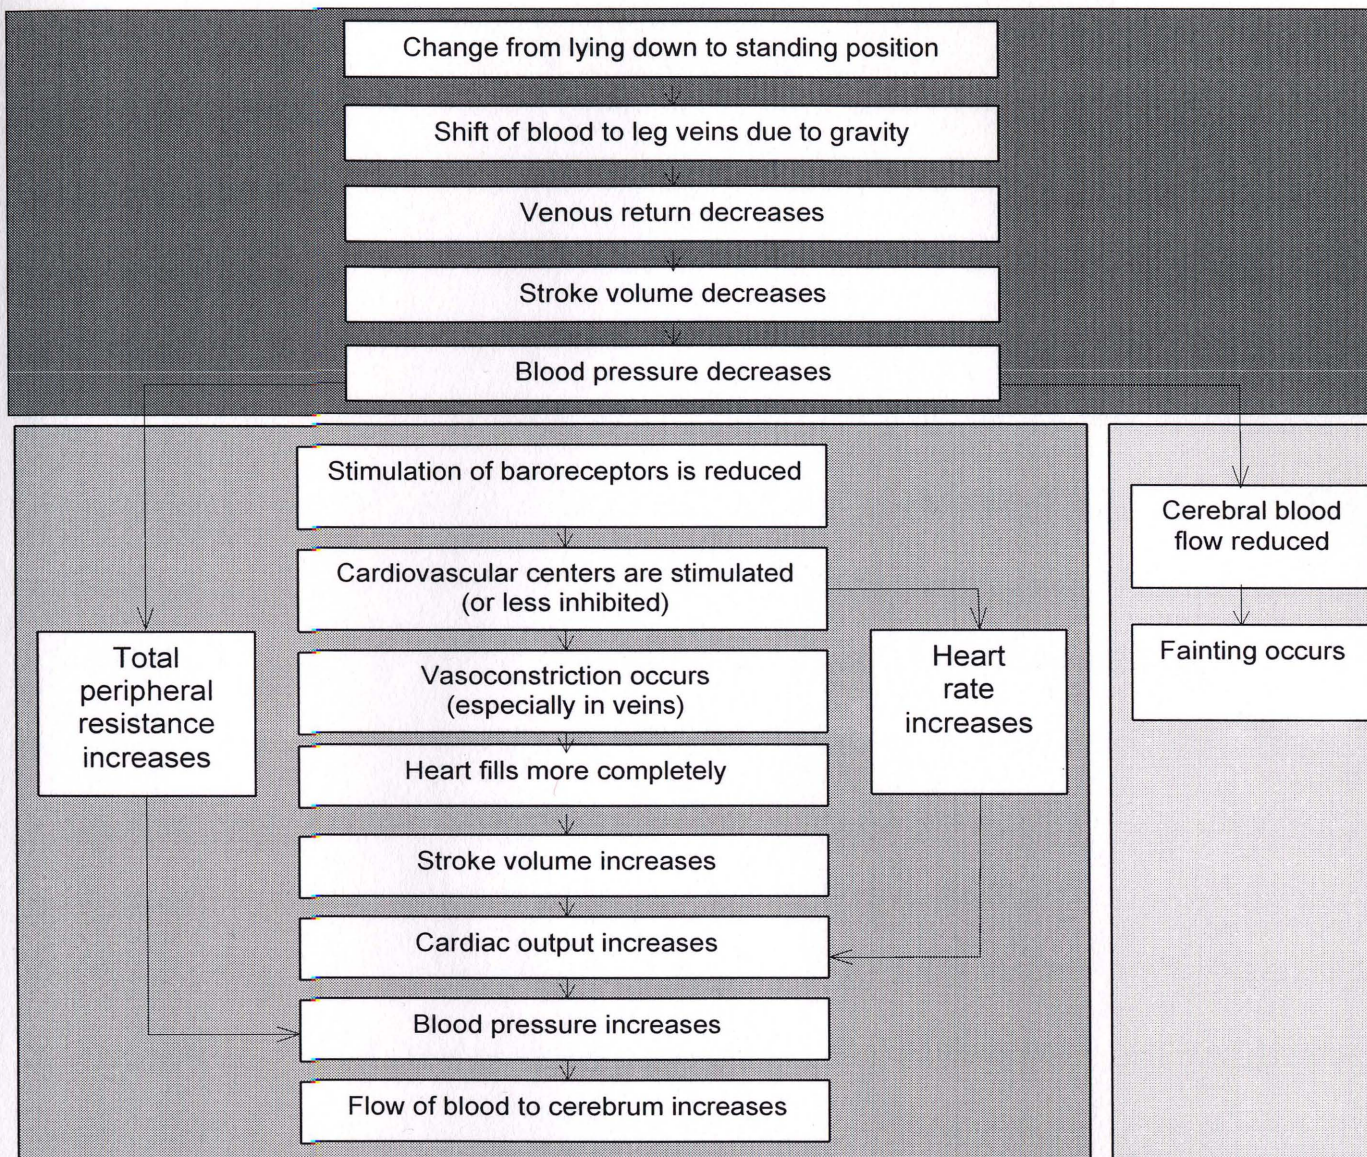 Change from lying down to standing position
Shift of blood to leg veins due to gravity
Venous return decreases
Stroke volume decreases
Blood pressure decreases
Stimulation of baroreceptors is reduced
Cardiovascular centers are stimulated
(or less inhibited)
Vasoconstriction occurs
(especially in veins)
Heart fills more completely
Stroke volume increases
Cardiac output increases
Blood pressure increases
Flow of blood to cerebrum increases
Total
peripheral
resistance
increases
Heart
rate
increases
Cerebral blood
flow reduced
Fainting occurs